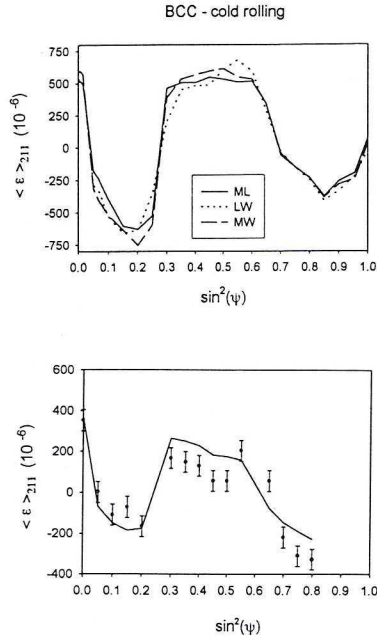 BCC - cold rolling
750
500
250
0
-250
-500
-750
< ε >211 (10 -6)
ML
LW
MW
0.0 0.1 0.2 0.3 0.4 0.5 0.6 0.7 0.8 0.9 1.0
sin2(ψ)
600
400
200
0
-200
-400
< ε >211 (10 -6)
0.0 0.1 0.2 0.3 0.4 0.5 0.6 0.7 0.8 0.9 1.0
sin2(ψ)